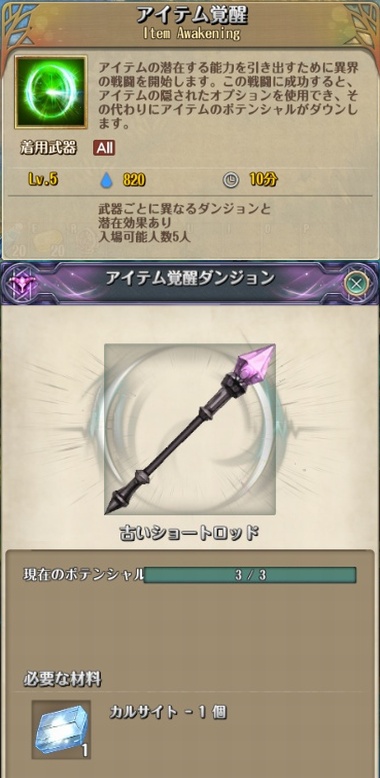 アイテム覚醒
Item Awakening
アイテムの潜在する能力を引き出すために異界
の戦闘を開始します。この戦闘に成功すると、
アイテムの隠されたオプションを使用でき、そ
の代わりにアイテムのポテンシャルがダウンし
ます。
着用武器 All
Lv.5 820 10分
武器ごとに異なるダンジョンと
潜在効果あり
入場可能人数5人
アイテム覚醒ダンジョン
古いショートロッド
現在のポテンシャル 3 / 3
必要な材料
カルサイト - 1 個
1